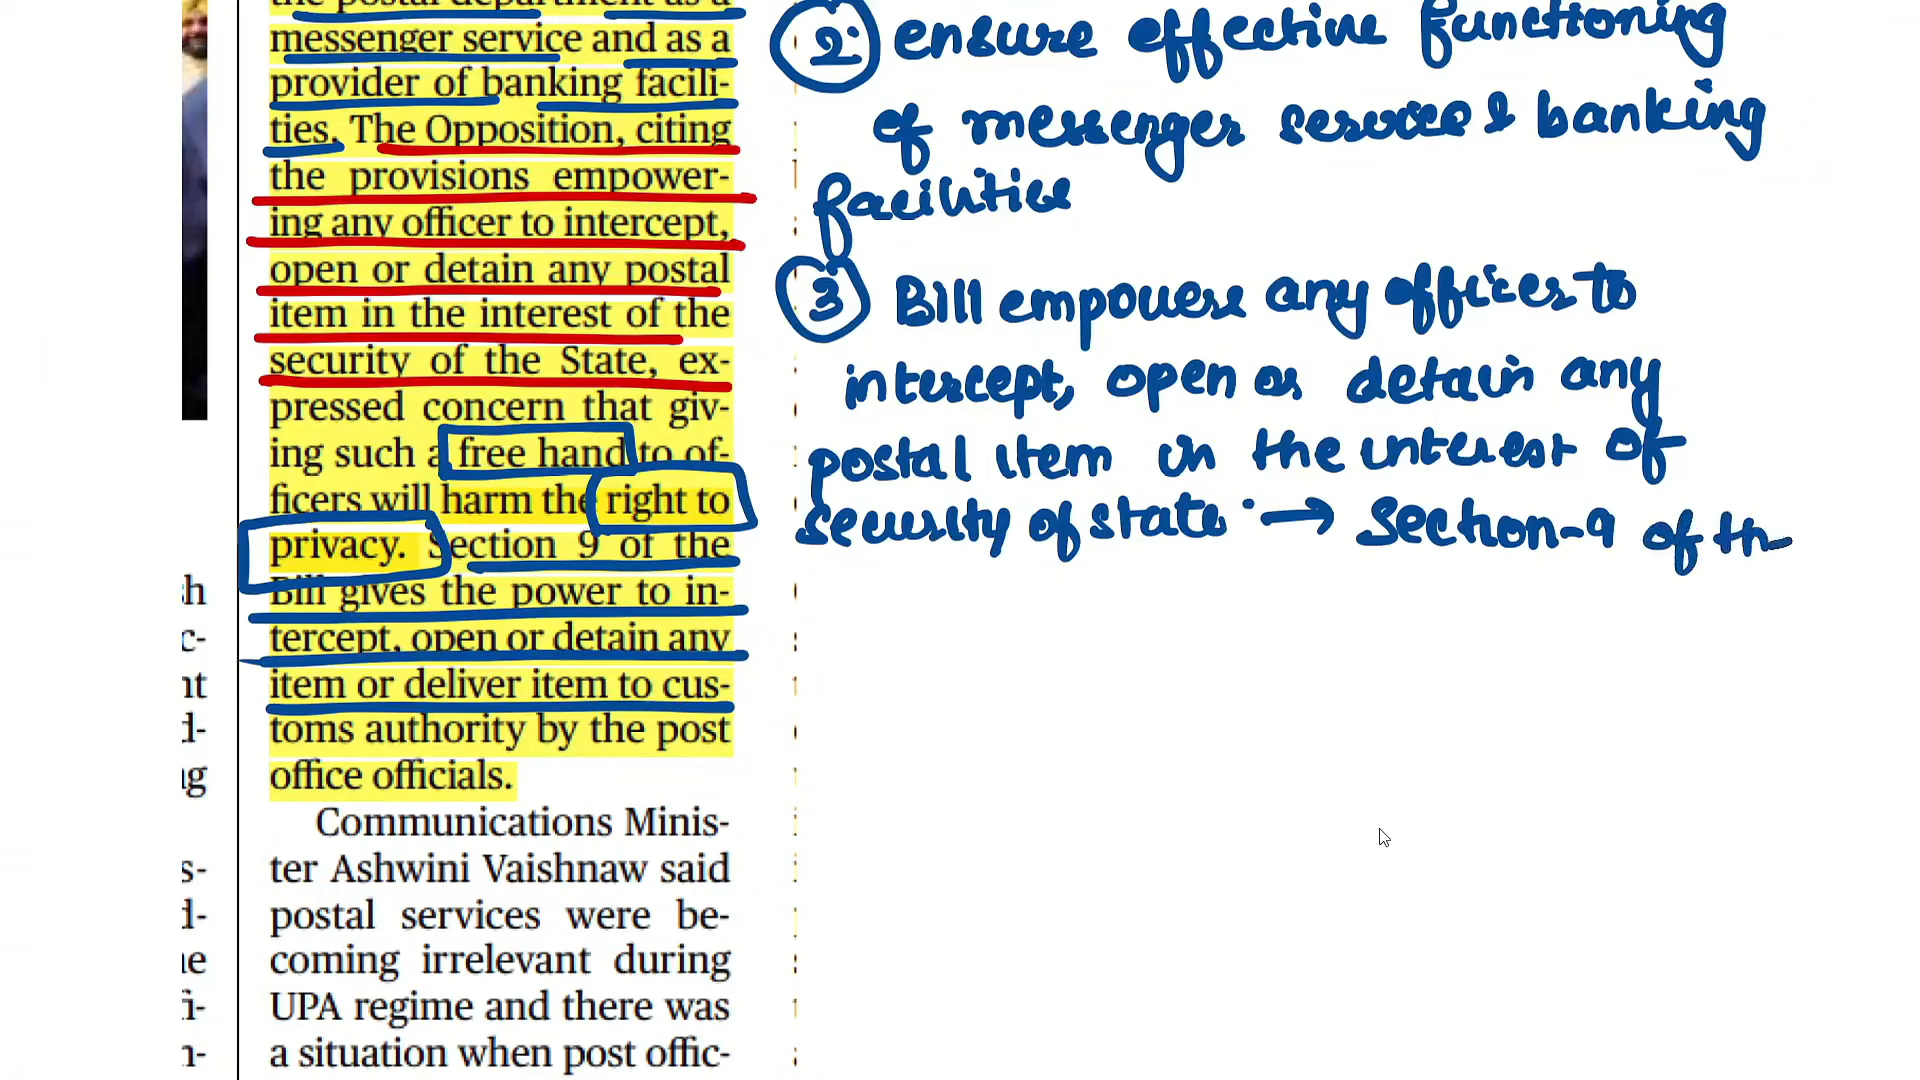 the postal department as a
messenger service and as a
provider of banking facili-
ties. The Opposition, citing
the provisions empower-
ing any officer to intercept,
open or detain any postal
item in the interest of the
security of the State, ex-
pressed concern that giv-
ing such a free hand to of-
ficers will harm the right to
privacy. Section 9 of the
Bill gives the power to in-
tercept, open or detain any
item or deliver item to cus-
toms authority by the post
office officials.
Communications Minis-
ter Ashwini Vaishnaw said
postal services were be-
coming irrelevant during
UPA regime and there was
a situation when post offic-
2. ensure effective functioning
of messenger services & banking
facilities
3 Bill empowers any officer to
intercept, open or detain any
postal item in the interest of
security of state → Section-9 of th